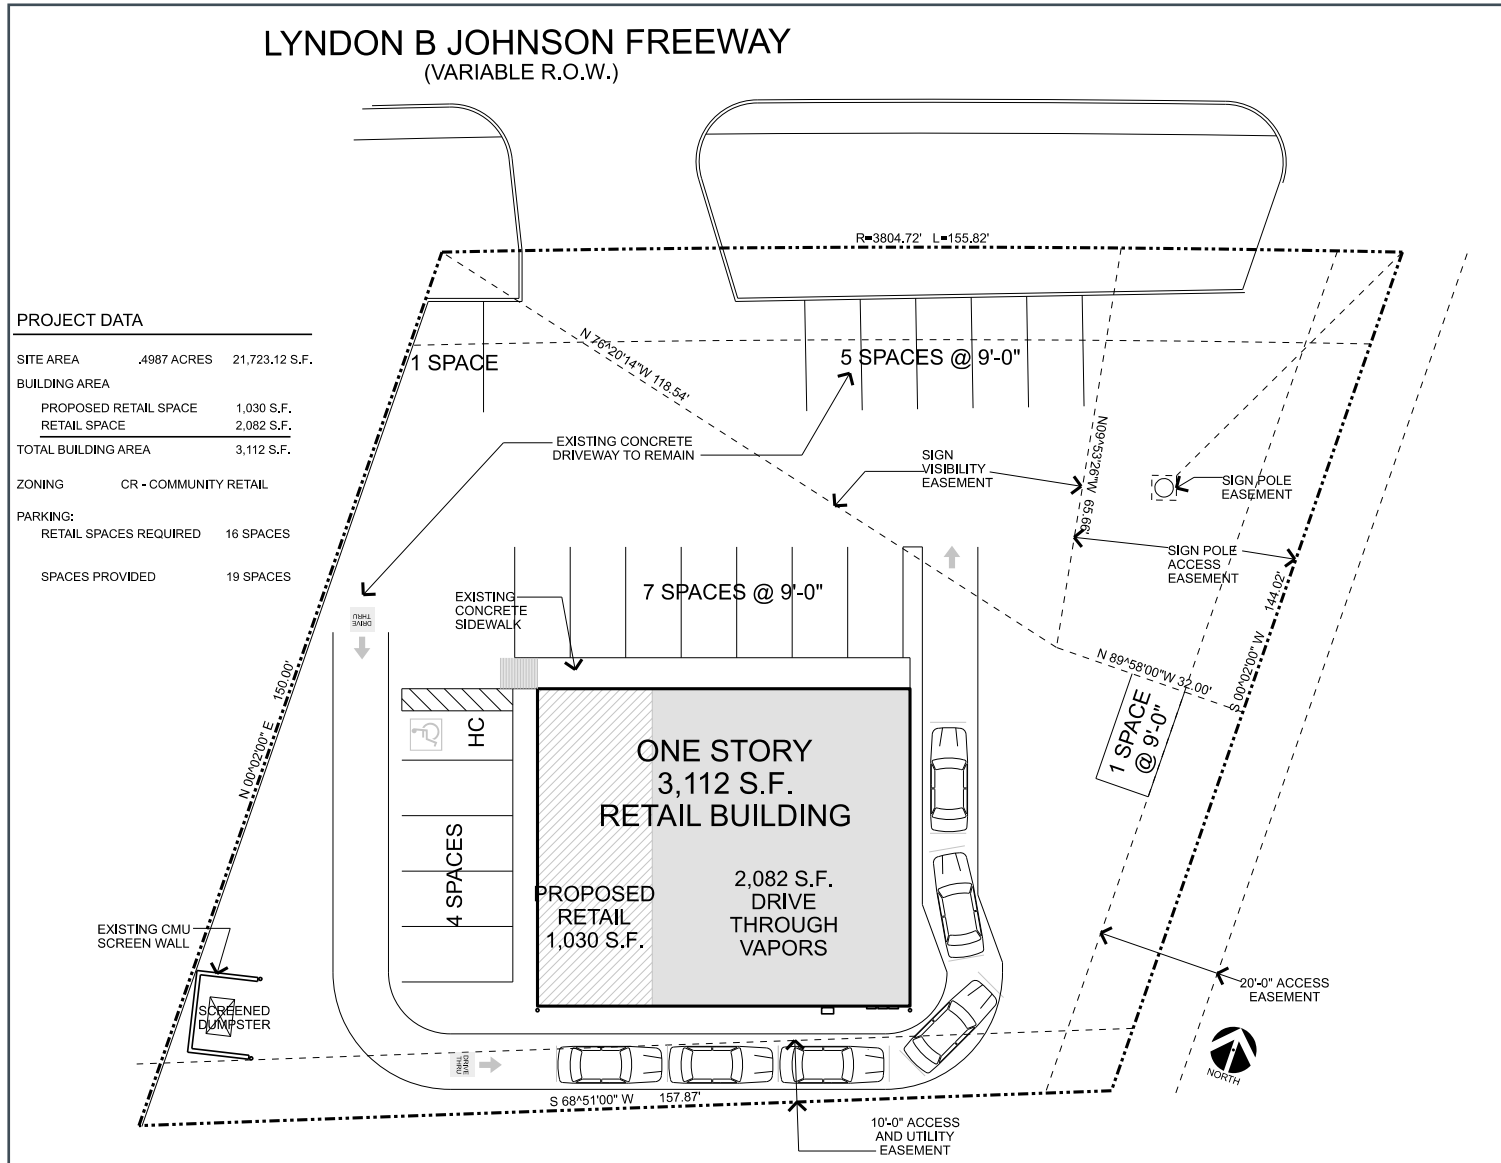 LYNDON B JOHNSON FREEWAY
(VARIABLE R.O.W.)
R=3804.72' L=155.82'
PROJECT DATA
SITE AREA .4987 ACRES 21,723.12 S.F.
BUILDING AREA
PROPOSED RETAIL SPACE 1,030 S.F.
RETAIL SPACE 2,082 S.F.
TOTAL BUILDING AREA 3,112 S.F.
ZONING CR - COMMUNITY RETAIL
PARKING:
RETAIL SPACES REQUIRED 16 SPACES
SPACES PROVIDED 19 SPACES
1 SPACE
N 76^20'14"W 118.54'
5 SPACES @ 9'-0"
EXISTING CONCRETE
DRIVEWAY TO REMAIN
SIGN
VISIBILITY
EASEMENT
N09^53'26"W 65.66'
SIGN POLE
EASEMENT
SIGN POLE
ACCESS
EASEMENT
S 00^02'00" W 144.02'
7 SPACES @ 9'-0"
EXISTING
CONCRETE
SIDEWALK
DRIVE
THRU
N 00^02'00" E 150.00'
N 89^58'00"W 32.00'
1 SPACE
@ 9'-0"
HC
4 SPACES
ONE STORY
3,112 S.F.
RETAIL BUILDING
PROPOSED
RETAIL
1,030 S.F.
2,082 S.F.
DRIVE
THROUGH
VAPORS
EXISTING CMU
SCREEN WALL
SCREENED
DUMPSTER
20'-0" ACCESS
EASEMENT
NORTH
DRIVE
THRU
S 68^51'00" W 157.87'
10'-0" ACCESS
AND UTILITY
EASEMENT